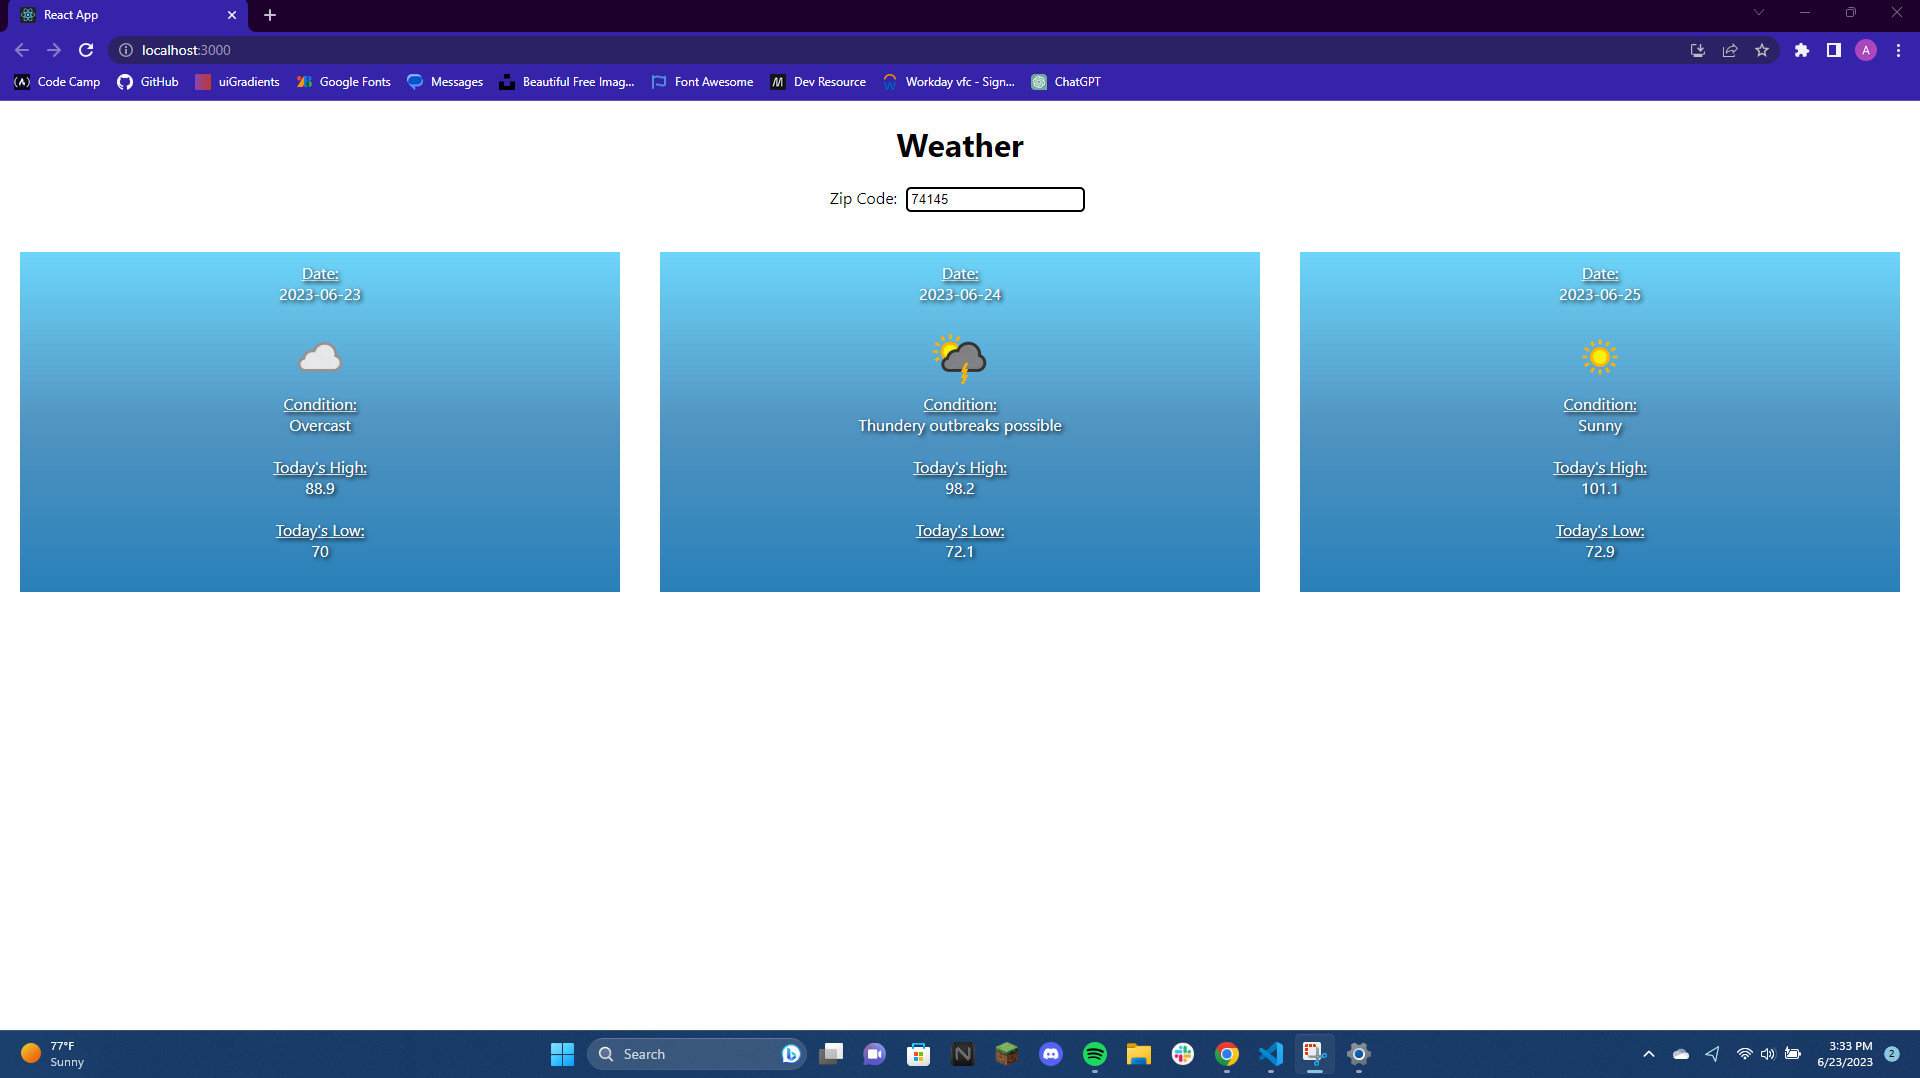 React App
localhost:3000
A
Code Camp
GitHub
uiGradients
Google Fonts
Messages
Beautiful Free Imag...
Font Awesome
Dev Resource
Workday vfc - Sign...
ChatGPT
Weather
Zip Code: 74145
Date:
2023-06-23
Condition:
Overcast
Today's High:
88.9
Today's Low:
70
Date:
2023-06-24
Condition:
Thundery outbreaks possible
Today's High:
98.2
Today's Low:
72.1
Date:
2023-06-25
Condition:
Sunny
Today's High:
101.1
Today's Low:
72.9
77°F
Sunny
Search
3:33 PM
6/23/2023
2